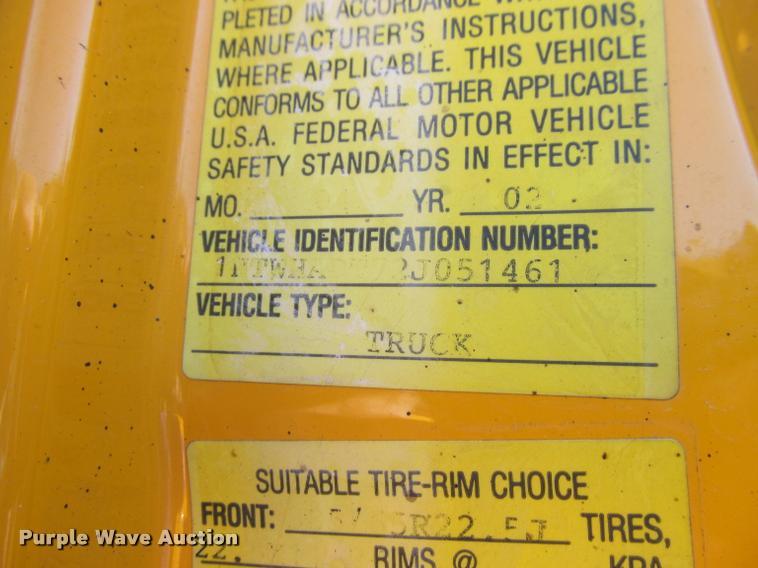 PLETED IN ACCORDANCE
MANUFACTURER'S INSTRUCTIONS,
WHERE APPLICABLE. THIS VEHICLE
CONFORMS TO ALL OTHER APPLICABLE
U.S.A. FEDERAL MOTOR VEHICLE
SAFETY STANDARDS IN EFFECT IN:
MO. YR. 02
VEHICLE IDENTIFICATION NUMBER:
2J051461
VEHICLE TYPE:
TRUCK
SUITABLE TIRE-RIM CHOICE
FRONT: TIRES,
22. RIMS @ KPA
Purple Wave Auction